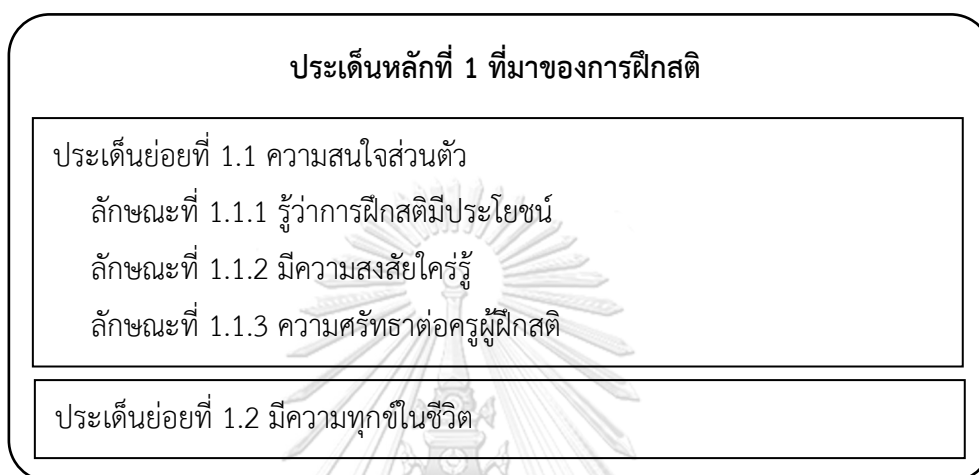 ประเด็นหลักที่ 1 ที่มาของการฝึกสติ
ประเด็นย่อยที่ 1.1 ความสนใจส่วนตัว
ลักษณะที่ 1.1.1 รู้ว่าการฝึกสติมีประโยชน์
ลักษณะที่ 1.1.2 มีความสงสัยใคร่รู้
ลักษณะที่ 1.1.3 ความศรัทธาต่อครูผู้ฝึกสติ
ประเด็นย่อยที่ 1.2 มีความทุกข์ในชีวิต